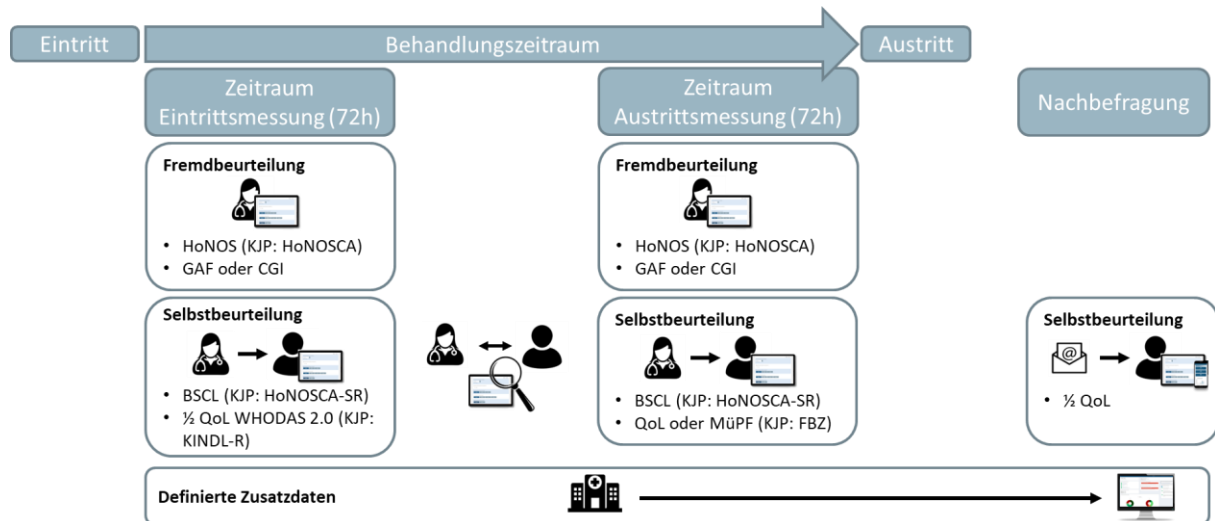 Eintritt
Behandlungszeitraum
Austritt
Zeitraum
Eintrittsmessung (72h)
Zeitraum
Austrittsmessung (72h)
Nachbefragung
Fremdbeurteilung
• HoNOS (KJP: HoNOSCA)
• GAF oder CGI
Fremdbeurteilung
• HoNOS (KJP: HoNOSCA)
• GAF oder CGI
Selbstbeurteilung
• BSCL (KJP: HoNOSCA-SR)
• ½ QoL WHODAS 2.0 (KJP:
KINDL-R)
Selbstbeurteilung
• BSCL (KJP: HoNOSCA-SR)
• QoL oder MüPF (KJP: FBZ)
Selbstbeurteilung
@
• ½ QoL
Definierte Zusatzdaten